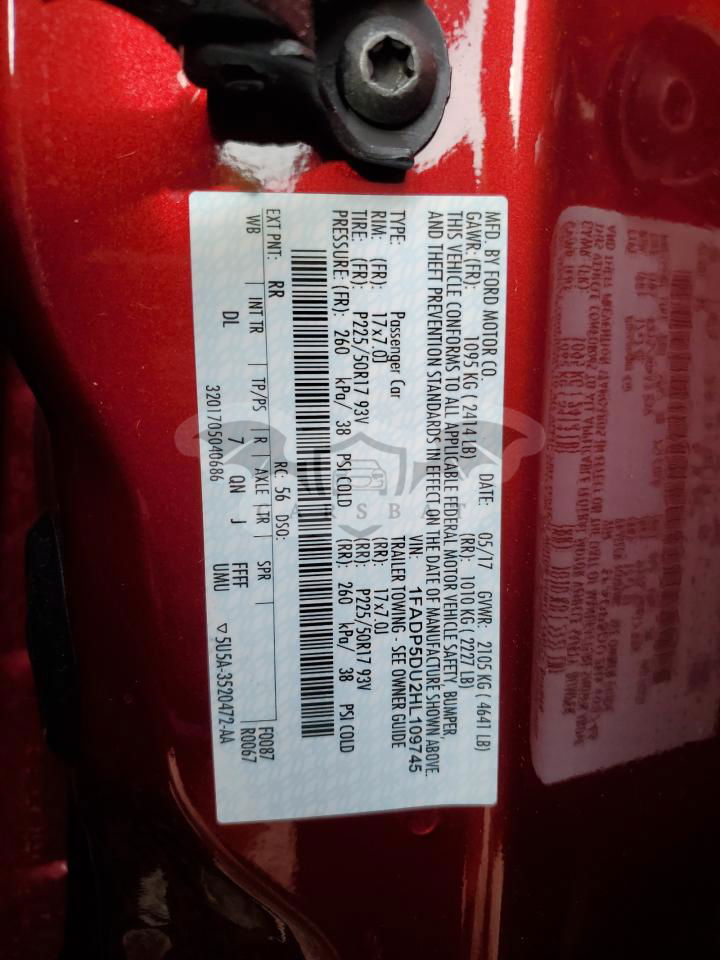 MFD. BY FORD MOTOR CO. DATE: 05/17 GVWR: 2105 KG ( 4641 LB)
GAWR: (FR): 1095 KG ( 2414 LB) (RR): 1010 KG ( 2227 LB)
THIS VEHICLE CONFORMS TO ALL APPLICABLE FEDERAL MOTOR VEHICLE SAFETY, BUMPER,
AND THEFT PREVENTION STANDARDS IN EFFECT ON THE DATE OF MANUFACTURE SHOWN ABOVE.
VIN: 1FADP5DU2HL109745
TYPE: Passenger Car TRAILER TOWING - SEE OWNER GUIDE
RIM: (FR): 17x7.0J (RR): 17x7.0J
TIRE: (FR): P225/50R17 93V (RR): P225/50R17 93V
PRESSURE: (FR): 260 kPa/ 38 PSI COLD (RR): 260 kPa/ 38 PSI COLD
EXT PNT: RR RC: 56 DSO: F0087
WB INT TR TP/PS R AXLE TR SPR R0067
DL 7 QN J FFFF
UMU
3201705040686 ▽5U5A-3520472-AA